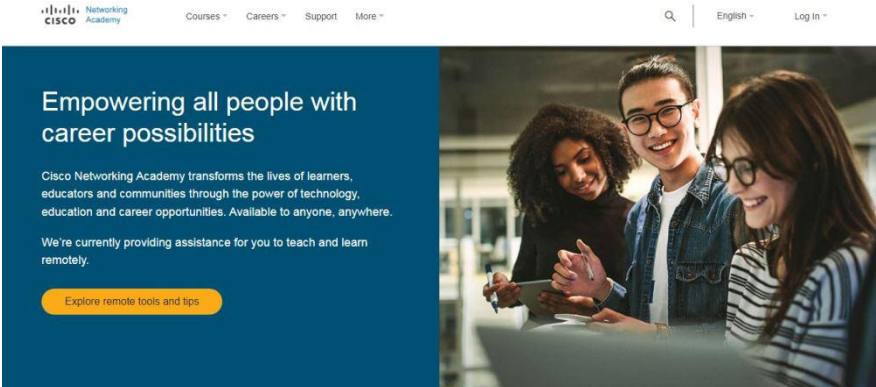 Networking
CISCO Academy
Courses
Careers
Support
More
English
Log In
Empowering all people with
career possibilities
Cisco Networking Academy transforms the lives of learners,
educators and communities through the power of technology,
education and career opportunities. Available to anyone, anywhere.
We're currently providing assistance for you to teach and learn
remotely.
Explore remote tools and tips